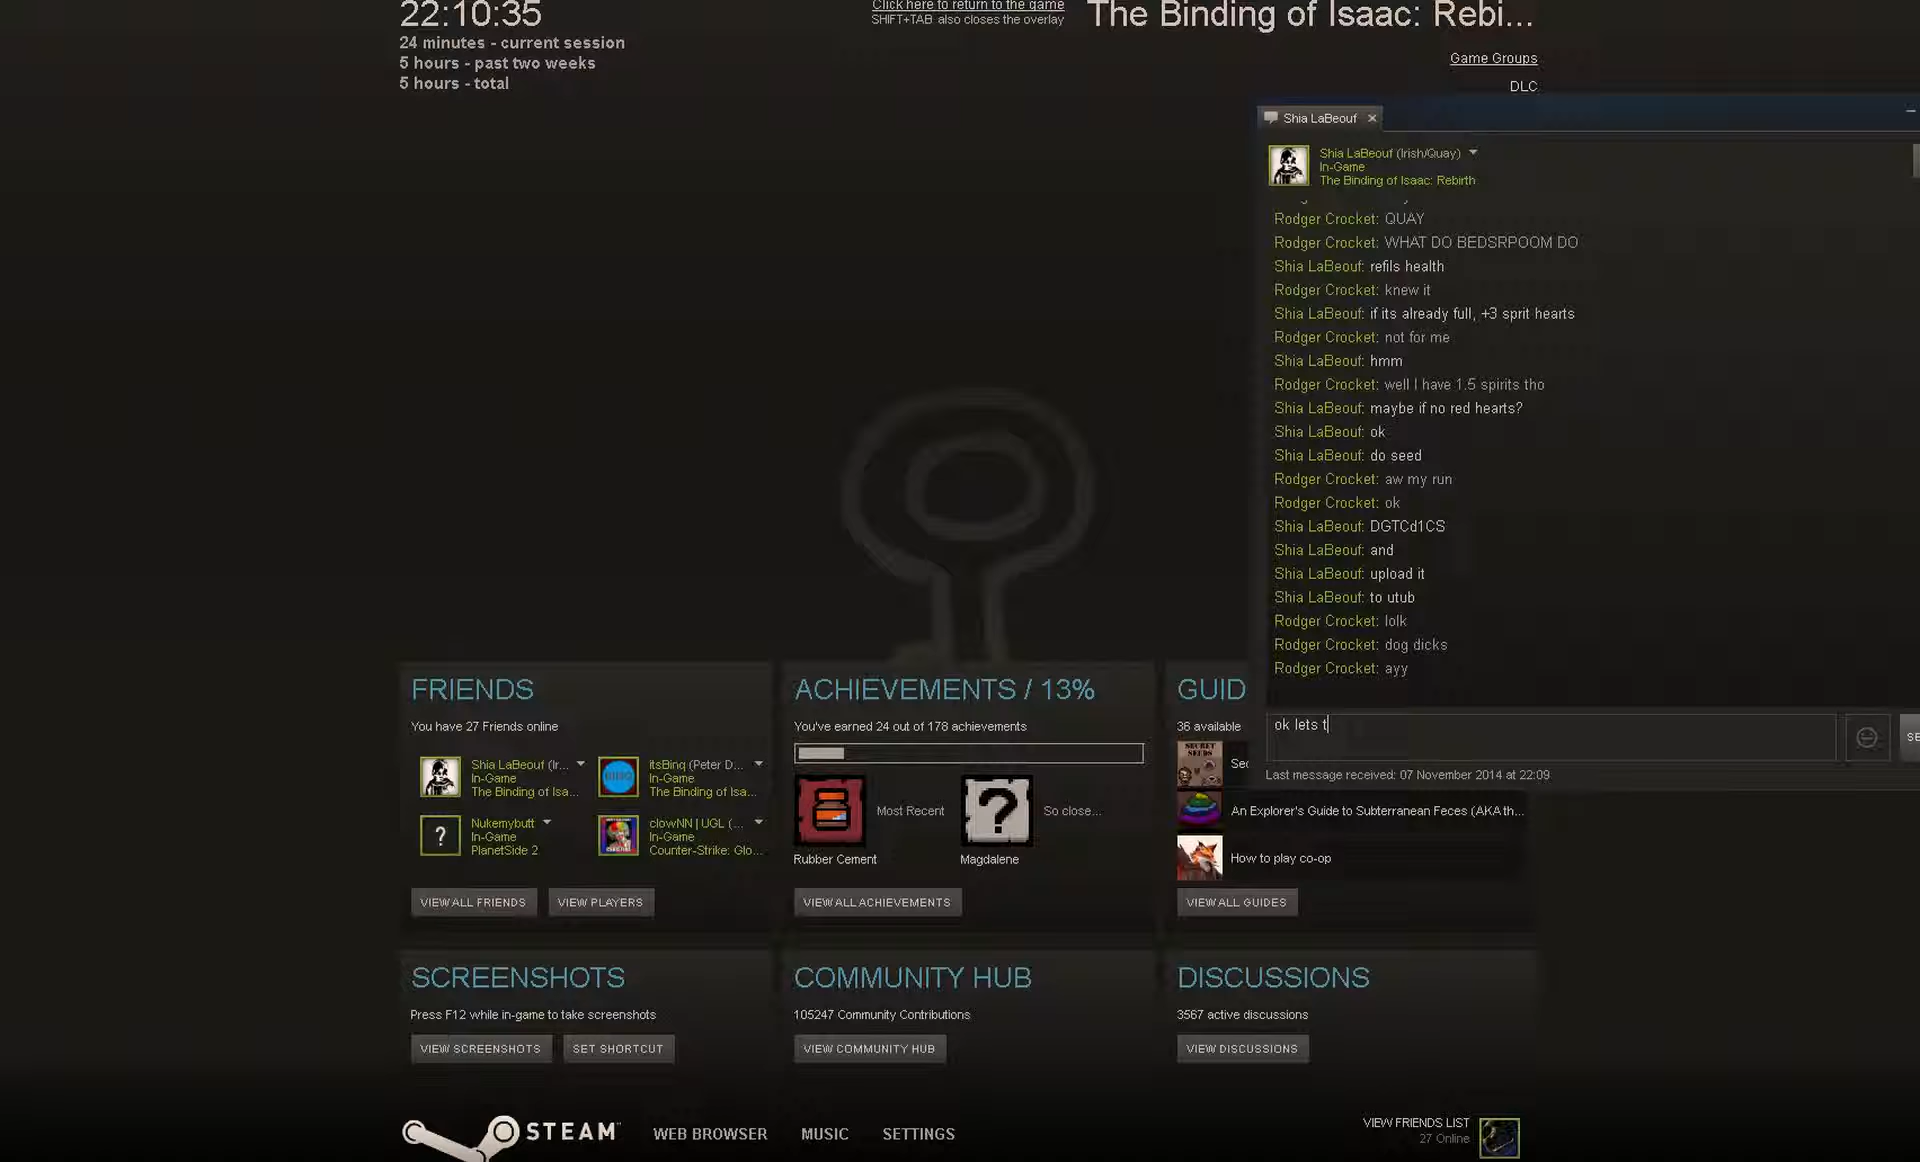 22:10:35
24 minutes - current session
5 hours - past two weeks
5 hours - total
Click here to return to the game
SHIFT+TAB also closes the overlay
The Binding of Isaac: Rebi...
Game Groups
DLC
Shia LaBeouf
Shia LaBeouf (Irish/Quay)
In-Game
The Binding of Isaac: Rebirth
Rodger Crocket: QUAY
Rodger Crocket: WHAT DO BEDSRPOOM DO
Shia LaBeouf: refils health
Rodger Crocket: knew it
Shia LaBeouf: if its already full, +3 sprit hearts
Rodger Crocket: not for me
Shia LaBeouf: hmm
Rodger Crocket: well I have 1.5 spirits tho
Shia LaBeouf: maybe if no red hearts?
Shia LaBeouf: ok
Shia LaBeouf: do seed
Rodger Crocket: aw my run
Rodger Crocket: ok
Shia LaBeouf: DGTCd1CS
Shia LaBeouf: and
Shia LaBeouf: upload it
Shia LaBeouf: to utub
Rodger Crocket: lolk
Rodger Crocket: dog dicks
Rodger Crocket: ayy
ok lets t
SE
Last message received: 07 November 2014 at 22:09
FRIENDS
You have 27 Friends online
Shia LaBeouf (Ir...
In-Game
The Binding of Isa...
itsBinq (Peter D...
In-Game
The Binding of Isa...
Nukemybutt
In-Game
PlanetSide 2
clowNN | UGL (...
In-Game
Counter-Strike: Glo...
VIEW ALL FRIENDS
VIEW PLAYERS
ACHIEVEMENTS / 13%
You've earned 24 out of 178 achievements
Most Recent
So close...
Rubber Cement
Magdalene
VIEW ALL ACHIEVEMENTS
GUID
36 available
SECRET SEEDS
Sec
An Explorer's Guide to Subterranean Feces (AKA th...
How to play co-op
VIEW ALL GUIDES
SCREENSHOTS
Press F12 while in-game to take screenshots
VIEW SCREENSHOTS
SET SHORTCUT
COMMUNITY HUB
105247 Community Contributions
VIEW COMMUNITY HUB
DISCUSSIONS
3567 active discussions
VIEW DISCUSSIONS
STEAM
WEB BROWSER
MUSIC
SETTINGS
VIEW FRIENDS LIST
27 Online